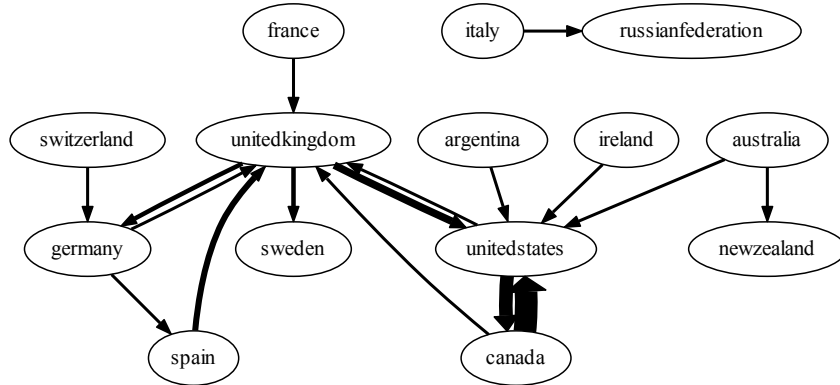 france
italy
russianfederation
switzerland
unitedkingdom
argentina
ireland
australia
germany
sweden
unitedstates
newzealand
spain
canada